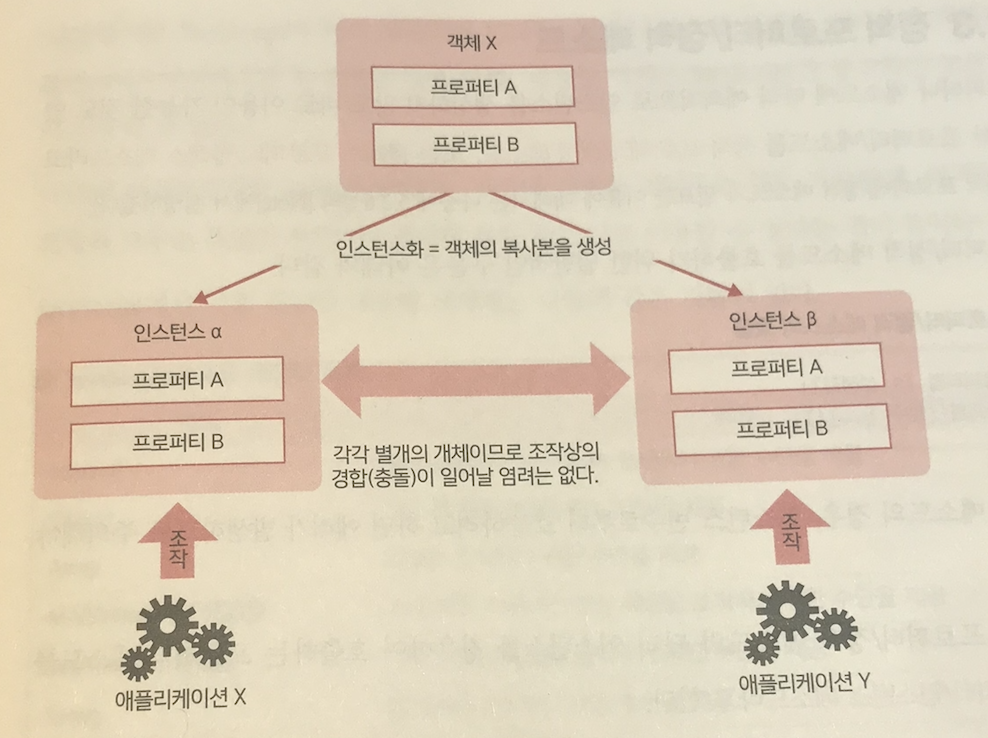 객체 X
프로퍼티 A
프로퍼티 B
인스턴스화 = 객체의 복사본을 생성
인스턴스 α
프로퍼티 A
프로퍼티 B
인스턴스 β
프로퍼티 A
프로퍼티 B
각각 별개의 개체이므로 조작상의
경합(충돌)이 일어날 염려는 없다.
조작
조작
애플리케이션 X
애플리케이션 Y